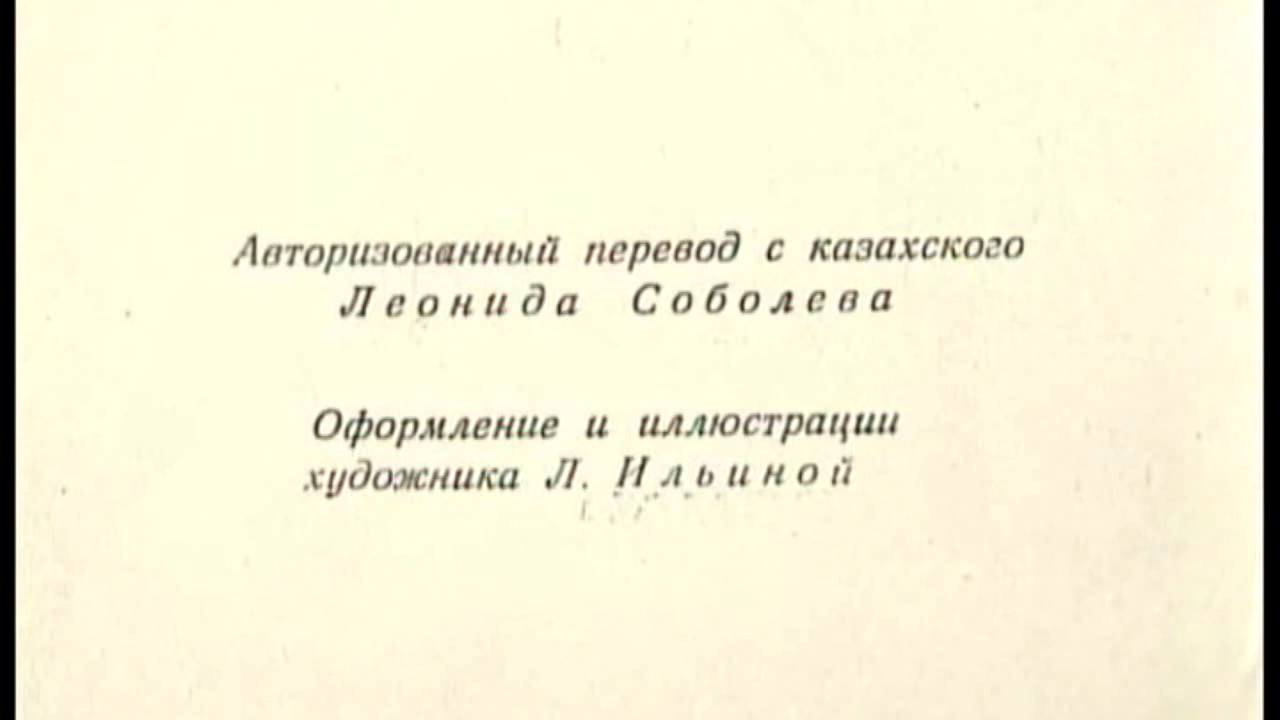 Авторизованный перевод с казахского
Леонида Соболева
Оформление и иллюстрации
художника Л. Ильиной